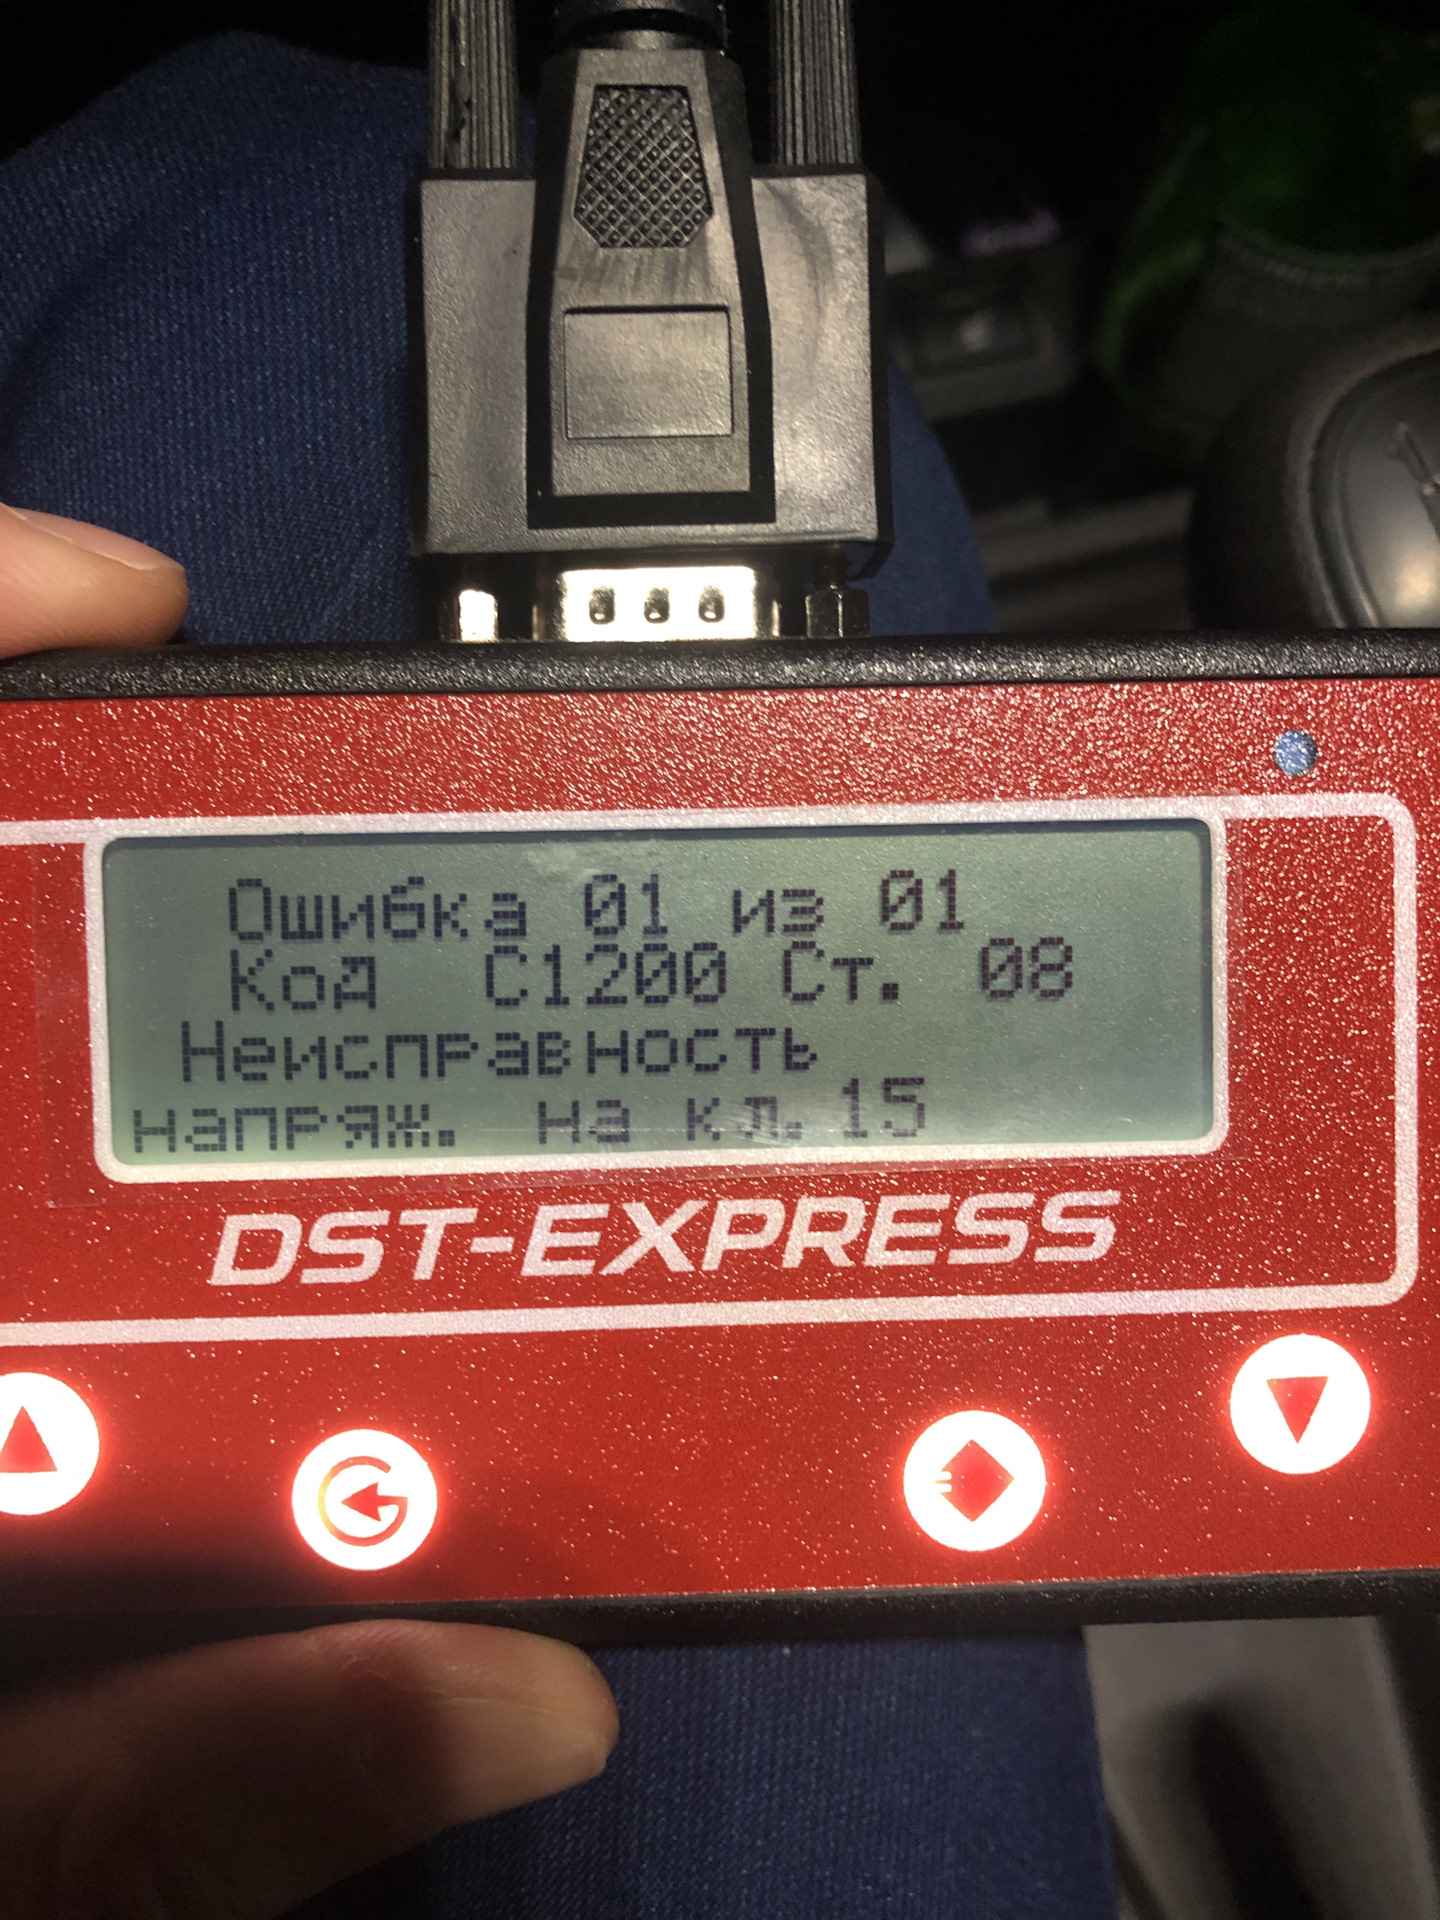 Ошибка 01 из 01
Код C1200 Ст. 08
Неисправность
напряж. на кл.15
DST-EXPRESS